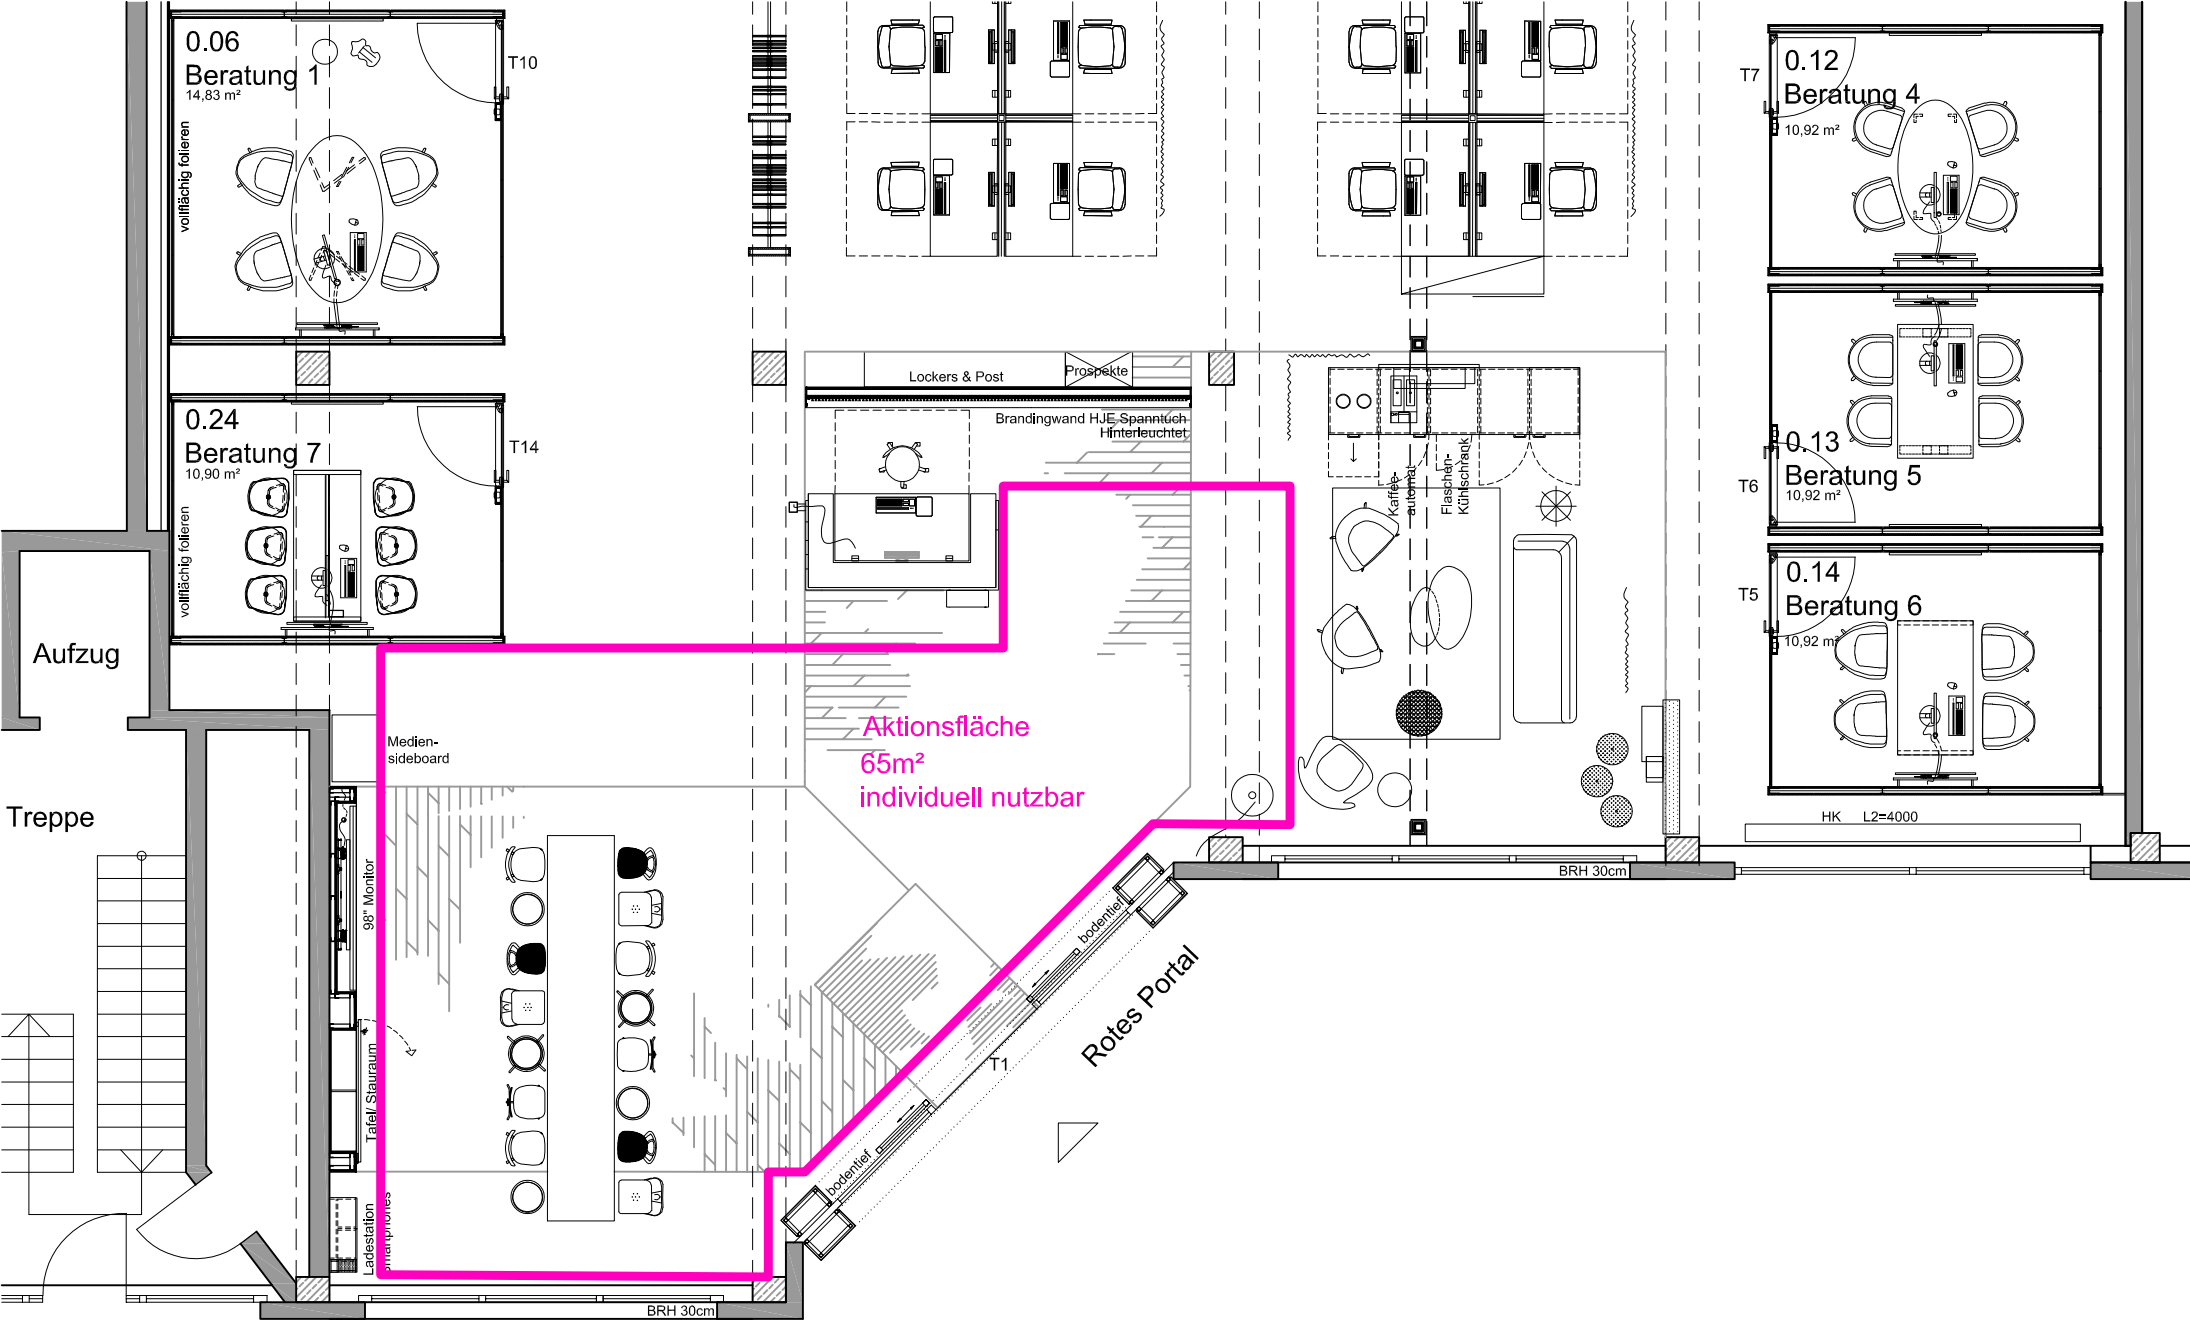 0.06
Beratung 1
14,83 m²
vollflächig folieren
T10
0.24
Beratung 7
10,90 m²
vollflächig folieren
T14
Aufzug
Treppe
Lockers & Post
Prospekte
Brandingwand HJE Spanntuch
Hinterleuchtet
Kaffee-
automat
Flaschen-
Kühlschrank
T7
0.12
Beratung 4
10,92 m²
0.13
Beratung 5
10,92 m²
T6
0.14
Beratung 6
10,92 m²
T5
HK L2=4000
BRH 30cm
Medien-
sideboard
Aktionsfläche
65m²
individuell nutzbar
98" Monitor
Tafel/ Stauraum
Ladestation
Smartphones
bodentief
bodentief
T1
Rotes Portal
BRH 30cm